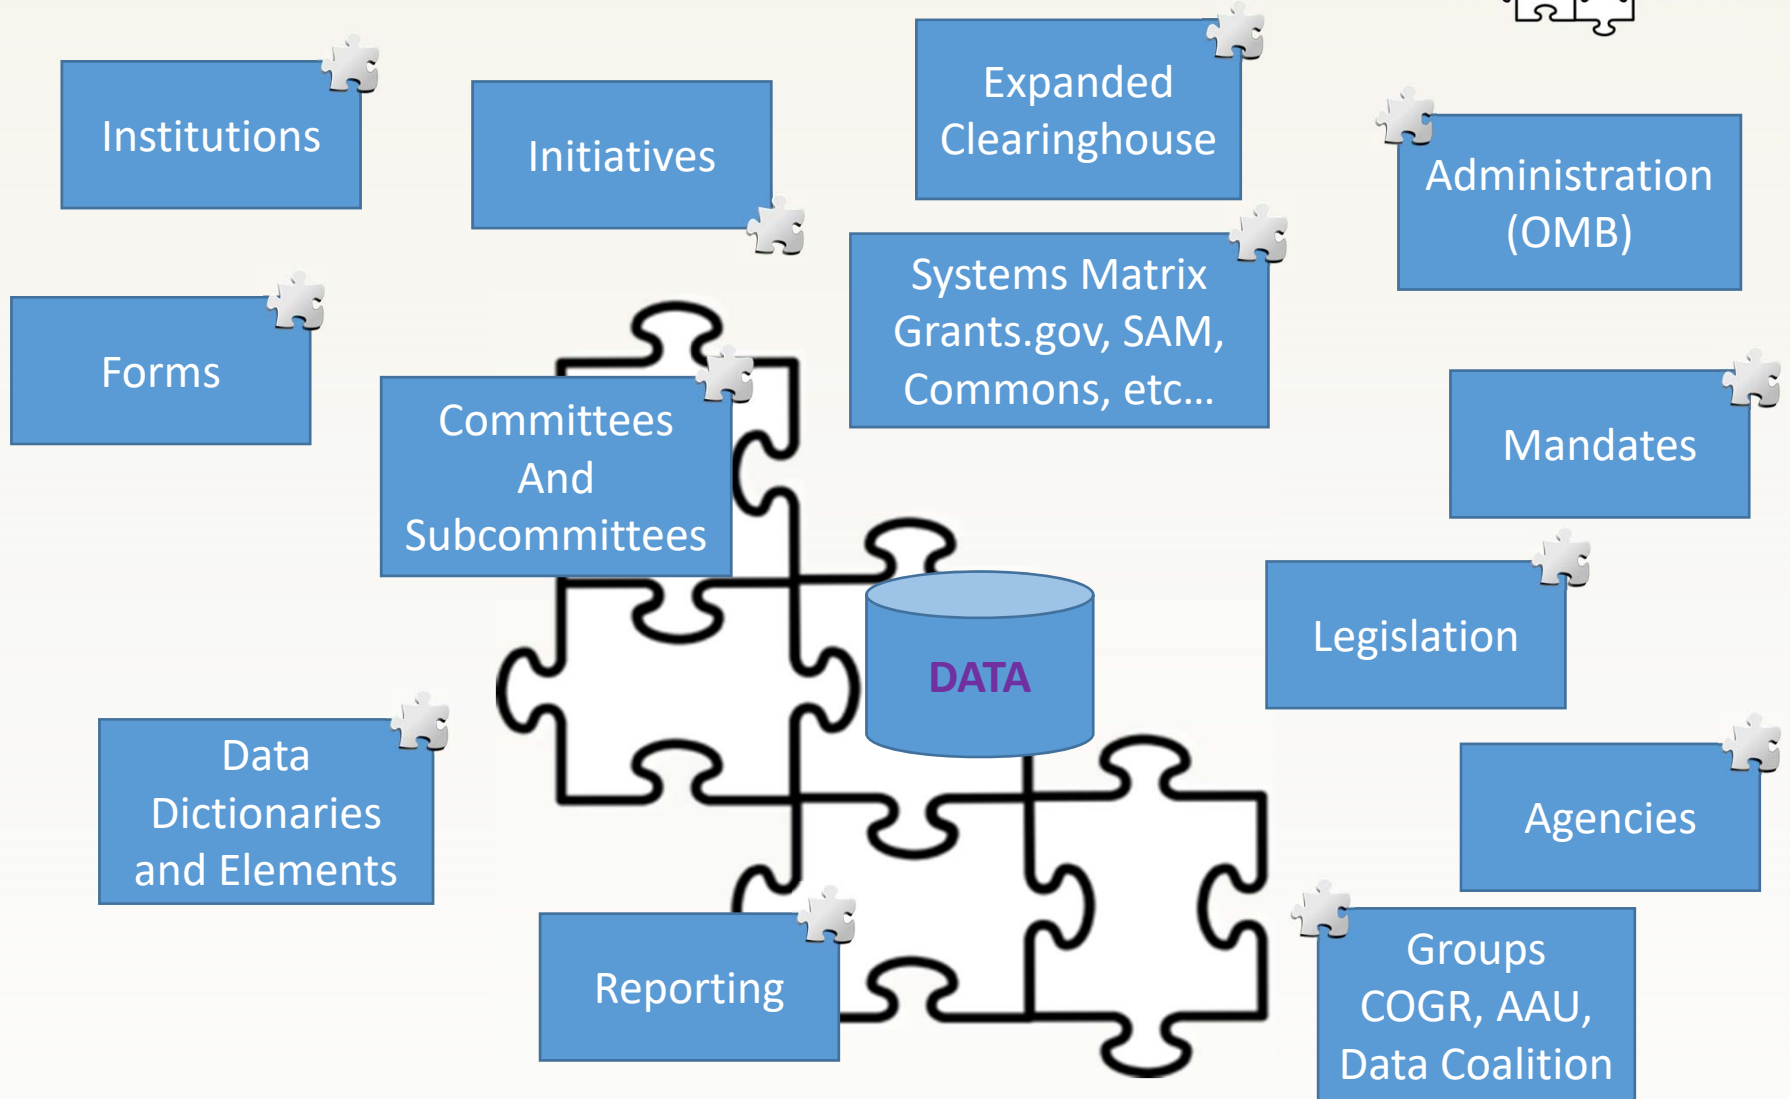 Institutions
Initiatives
Expanded
Clearinghouse
Administration
(OMB)
Forms
Committees
And
Subcommittees
Systems Matrix
Grants.gov, SAM,
Commons, etc…
Mandates
DATA
Legislation
Data
Dictionaries
and Elements
Reporting
Agencies
Groups
COGR, AAU,
Data Coalition